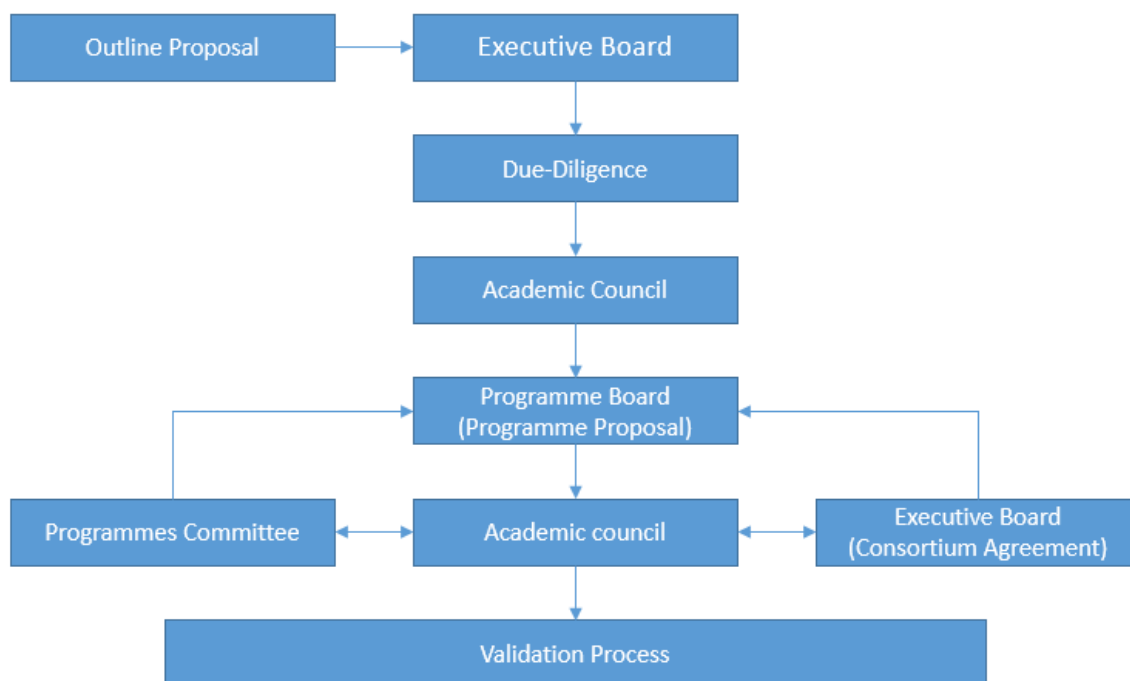 Outline Proposal
Executive Board
Due-Diligence
Academic Council
Programme Board
(Programme Proposal)
Programmes Committee
Academic council
Executive Board
(Consortium Agreement)
Validation Process